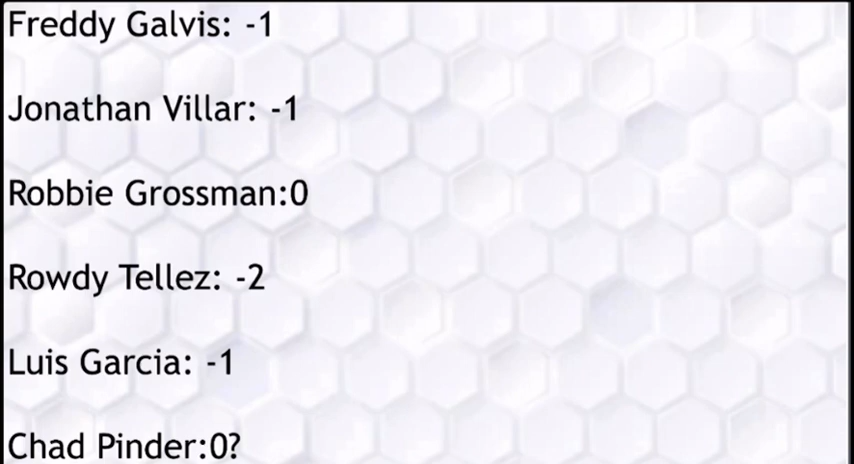 Freddy Galvis: -1
Jonathan Villar: -1
Robbie Grossman:0
Rowdy Tellez: -2
Luis Garcia: -1
Chad Pinder:0?